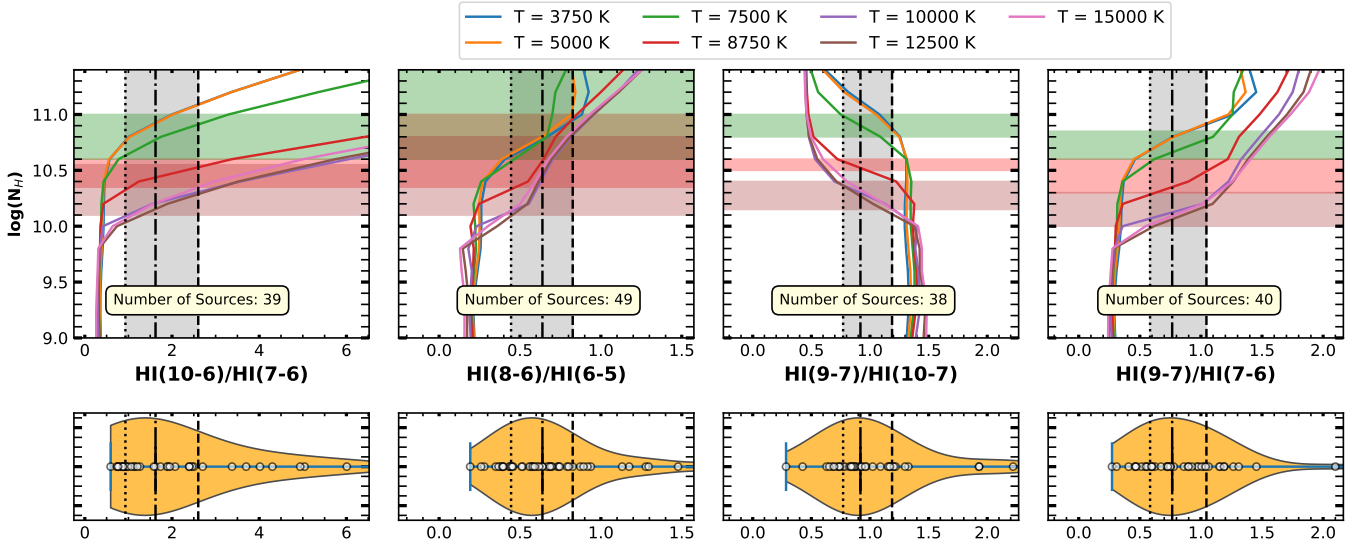 T = 3750 K T = 7500 K T = 10000 K T = 15000 K
T = 5000 K T = 8750 K T = 12500 K
log(N_H)
11.0
10.5
10.0
9.5
9.0
Number of Sources: 39
Number of Sources: 49
Number of Sources: 38
Number of Sources: 40
0 2 4 6
0.0 0.5 1.0 1.5
0.0 0.5 1.0 1.5 2.0
0.0 0.5 1.0 1.5 2.0
HI(10-6)/HI(7-6)
HI(8-6)/HI(6-5)
HI(9-7)/HI(10-7)
HI(9-7)/HI(7-6)
0 2 4 6
0.0 0.5 1.0 1.5
0.0 0.5 1.0 1.5 2.0
0.0 0.5 1.0 1.5 2.0